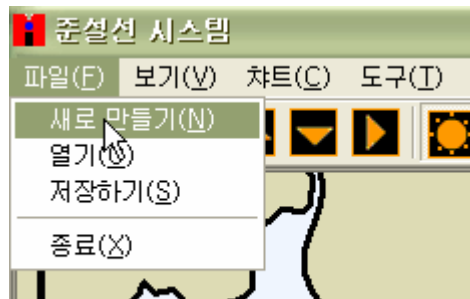 준설선 시스템
파일(F) 보기(V) 챠트(C) 도구(T)
새로 만들기(N)
열기(O)
저장하기(S)
종료(X)